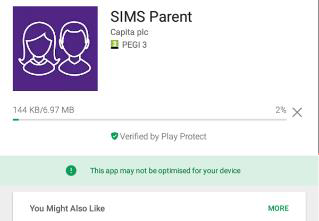 SIMS Parent
Capita plc
3 PEGI 3
144 KB/6.97 MB 2%
Verified by Play Protect
This app may not be optimised for your device
You Might Also Like MORE